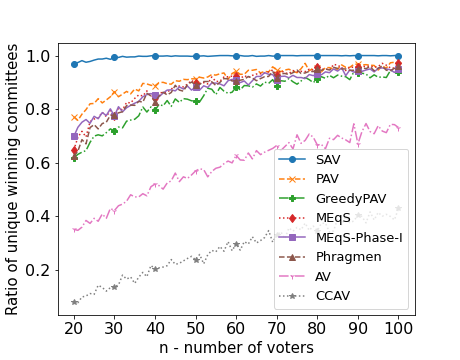 Ratio of unique winning committees
1.0
0.8
0.6
0.4
0.2
SAV
PAV
GreedyPAV
MEqS
MEqS-Phase-I
Phragmen
AV
CCAV
20 30 40 50 60 70 80 90 100
n - number of voters